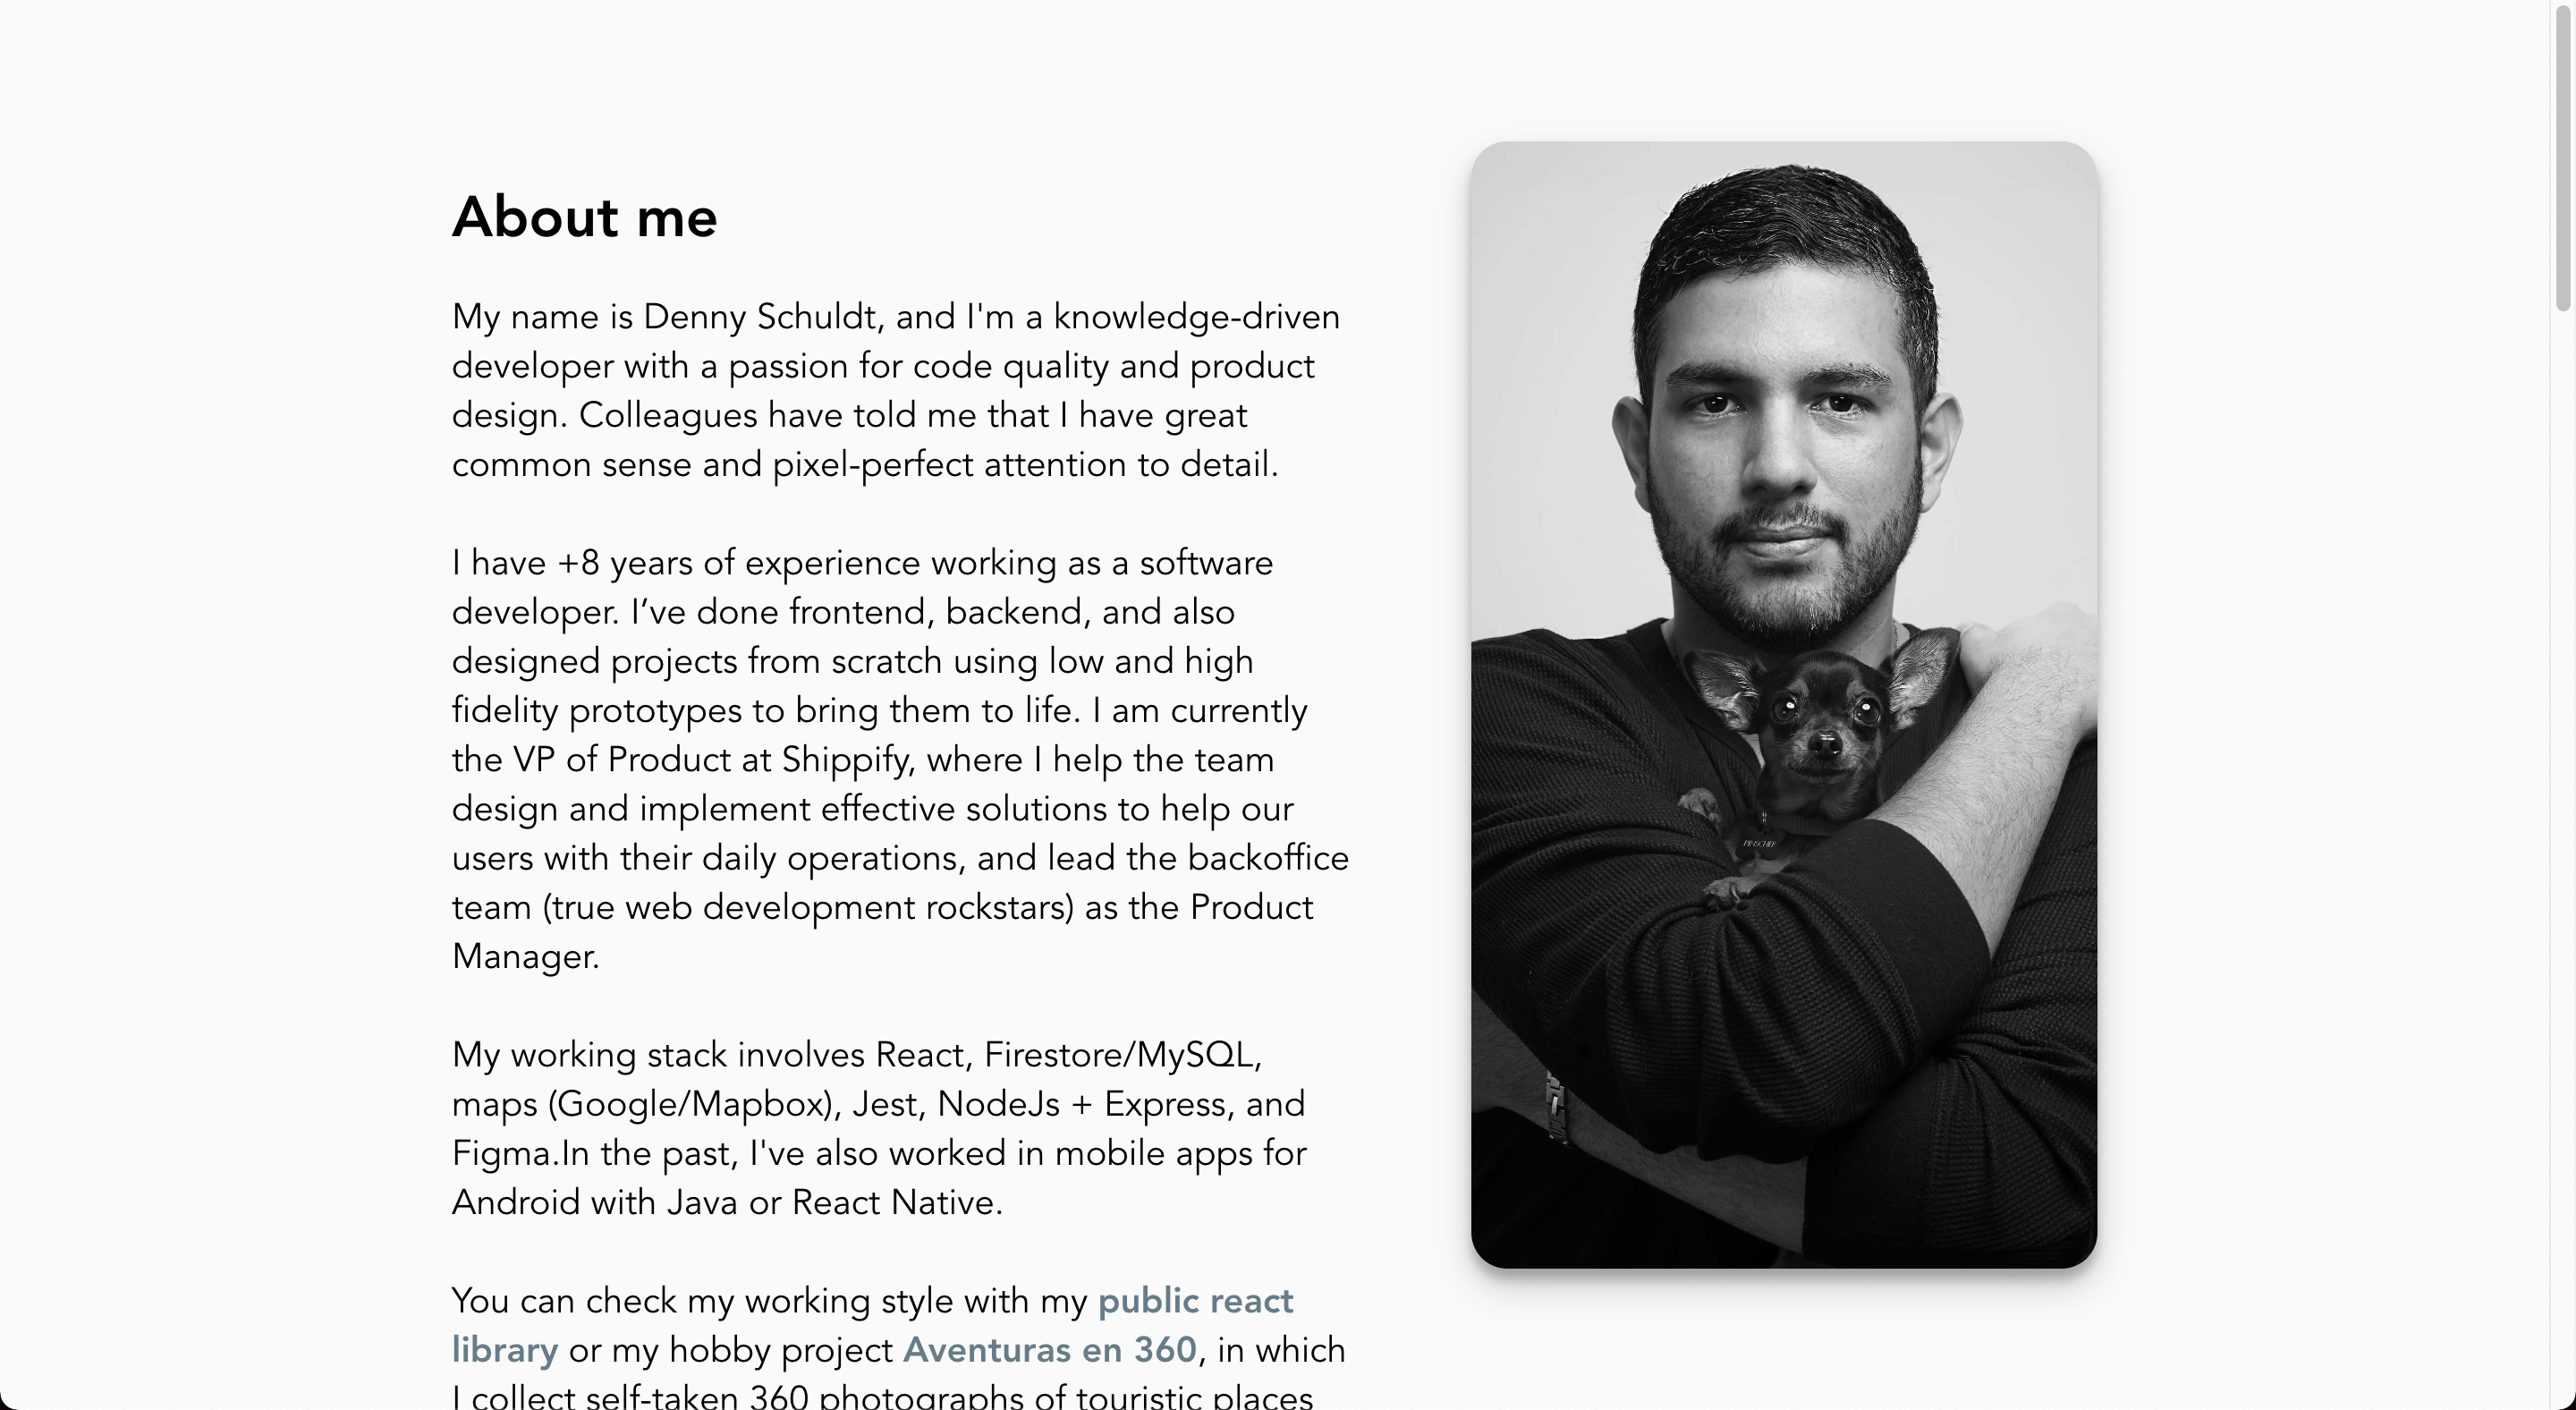 About me
My name is Denny Schuldt, and I'm a knowledge-driven
developer with a passion for code quality and product
design. Colleagues have told me that I have great
common sense and pixel-perfect attention to detail.
I have +8 years of experience working as a software
developer. I’ve done frontend, backend, and also
designed projects from scratch using low and high
fidelity prototypes to bring them to life. I am currently
the VP of Product at Shippify, where I help the team
design and implement effective solutions to help our
users with their daily operations, and lead the backoffice
team (true web development rockstars) as the Product
Manager.
My working stack involves React, Firestore/MySQL,
maps (Google/Mapbox), Jest, NodeJs + Express, and
Figma.In the past, I've also worked in mobile apps for
Android with Java or React Native.
You can check my working style with my public react
library or my hobby project Aventuras en 360, in which
I collect self-taken 360 photographs of touristic places
PINSCHER